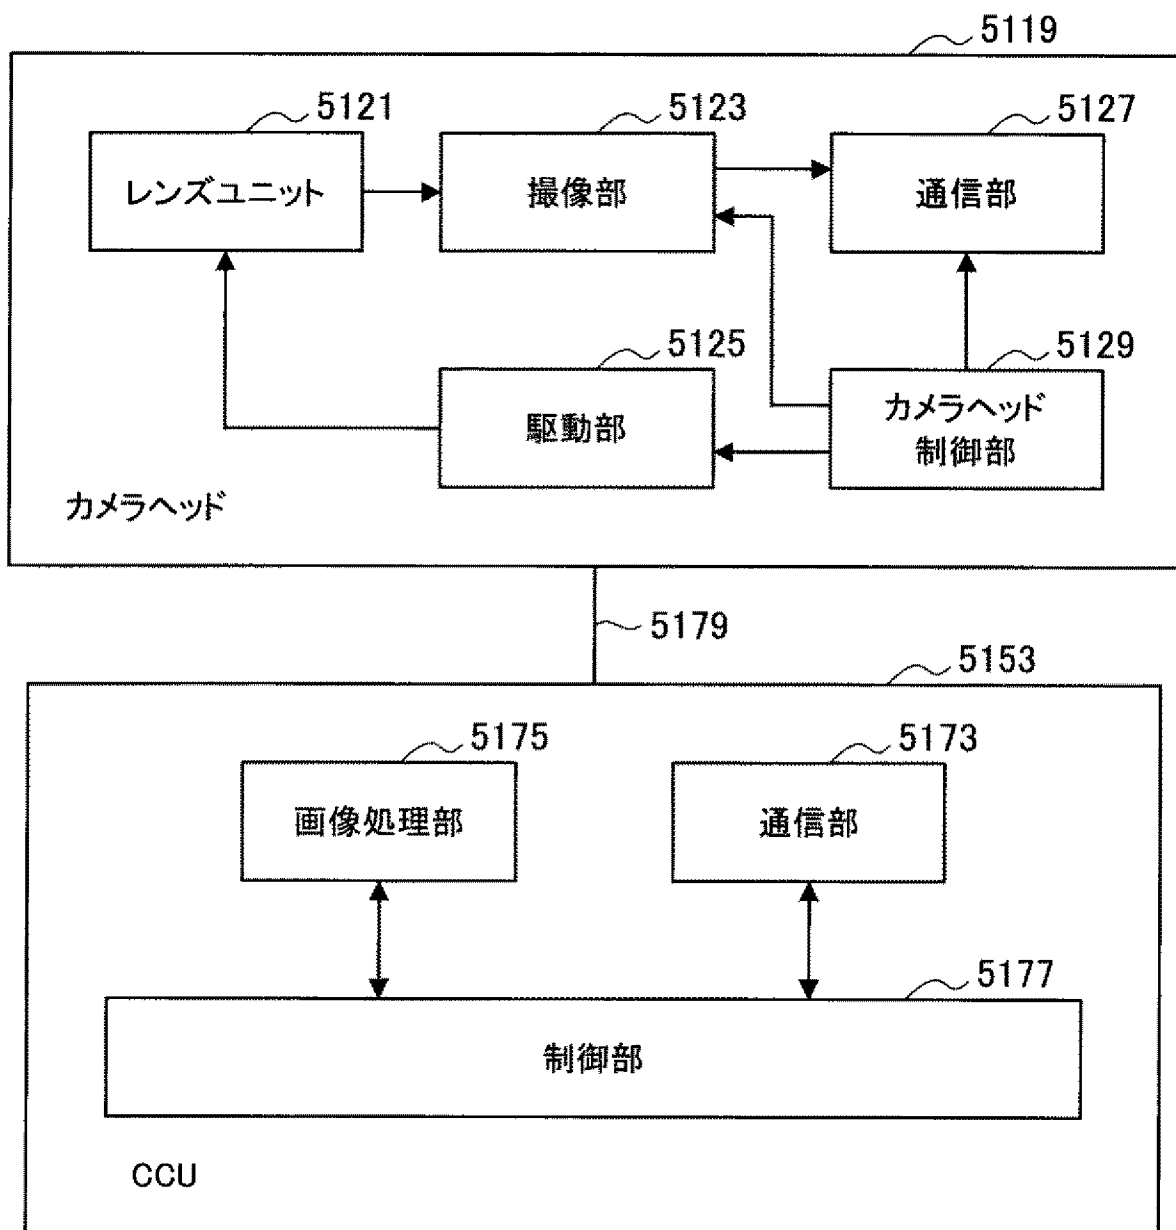 5119
5121
5123
5127
レンズユニット
撮像部
通信部
5125
5129
駆動部
カメラヘッド
制御部
カメラヘッド
5179
5153
5175
5173
画像処理部
通信部
5177
制御部
CCU